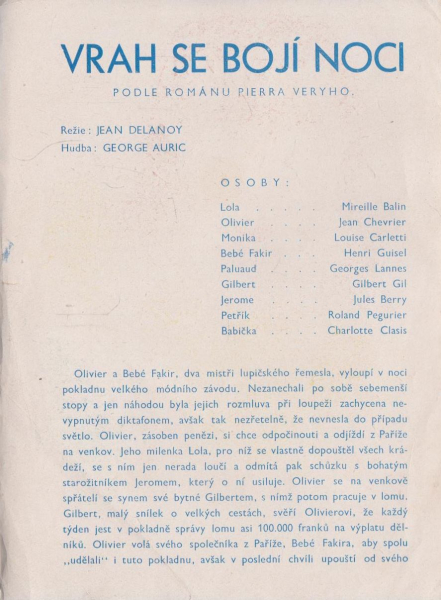 VRAH SE BOJÍ NOCI
PODLE ROMÁNU PIERRA VERYHO.
Režie: JEAN DELANOY
Hudba: GEORGE AURIC
OSOBY:
Lola . . . . . Mireille Balin
Olivier . . . . Jean Chevrier
Monika . . . . Louise Carletti
Bebé Fakir . . . . Henri Guisel
Paluaud . . . . Georges Lannes
Gilbert . . . . Gilbert Gil
Jerome . . . . Jules Berry
Petřík . . . . Roland Pegurier
Babička . . . . Charlotte Clasis
Olivier a Bebé Fakir, dva mistři lupičského řemesla, vyloupí v noci
pokladnu velkého módního závodu. Nezanechali po sobě sebemenší
stopy a jen náhodou byla jejich rozmluva při loupeži zachycena ne-
vypnutým diktafonem, avšak tak nezřetelně, že nevnesla do případu
světlo. Olivier, zásoben penězi, si chce odpočinouti a odjíždí z Paříže
na venkov. Jeho milenka Lola, pro níž se vlastně dopouštěl všech krá-
deží, se s ním jen nerada loučí a odmítá pak schůzku s bohatým
starožitníkem Jeromem, který o ní usiluje. Olivier se na venkově
spřátelí se synem své bytné Gilbertem, s nímž potom pracuje v lomu.
Gilbert, malý snílek o velkých cestách, svěří Olivierovi, že každý
týden jest v pokladně správy lomu asi 100.000 franků na výplatu děl-
níků. Olivier volá svého společníka z Paříže, Bebé Fakira, aby spolu
„udělali" i tuto pokladnu, avšak v poslední chvíli upouští od svého